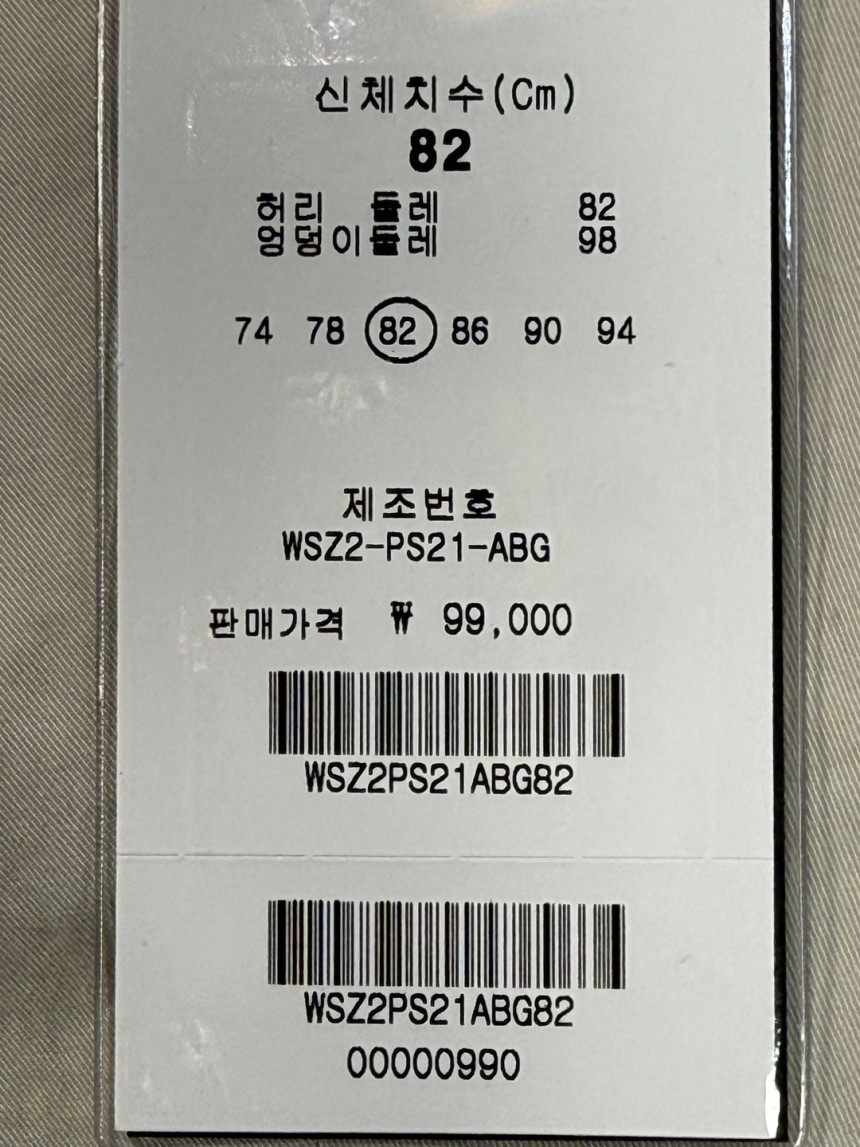 신체치수(Cm)
82
허리 둘레 82
엉덩이둘레 98
74 78 82 86 90 94
제조번호
WSZ2-PS21-ABG
판매가격 ₩ 99,000
WSZ2PS21ABG82
WSZ2PS21ABG82
00000990